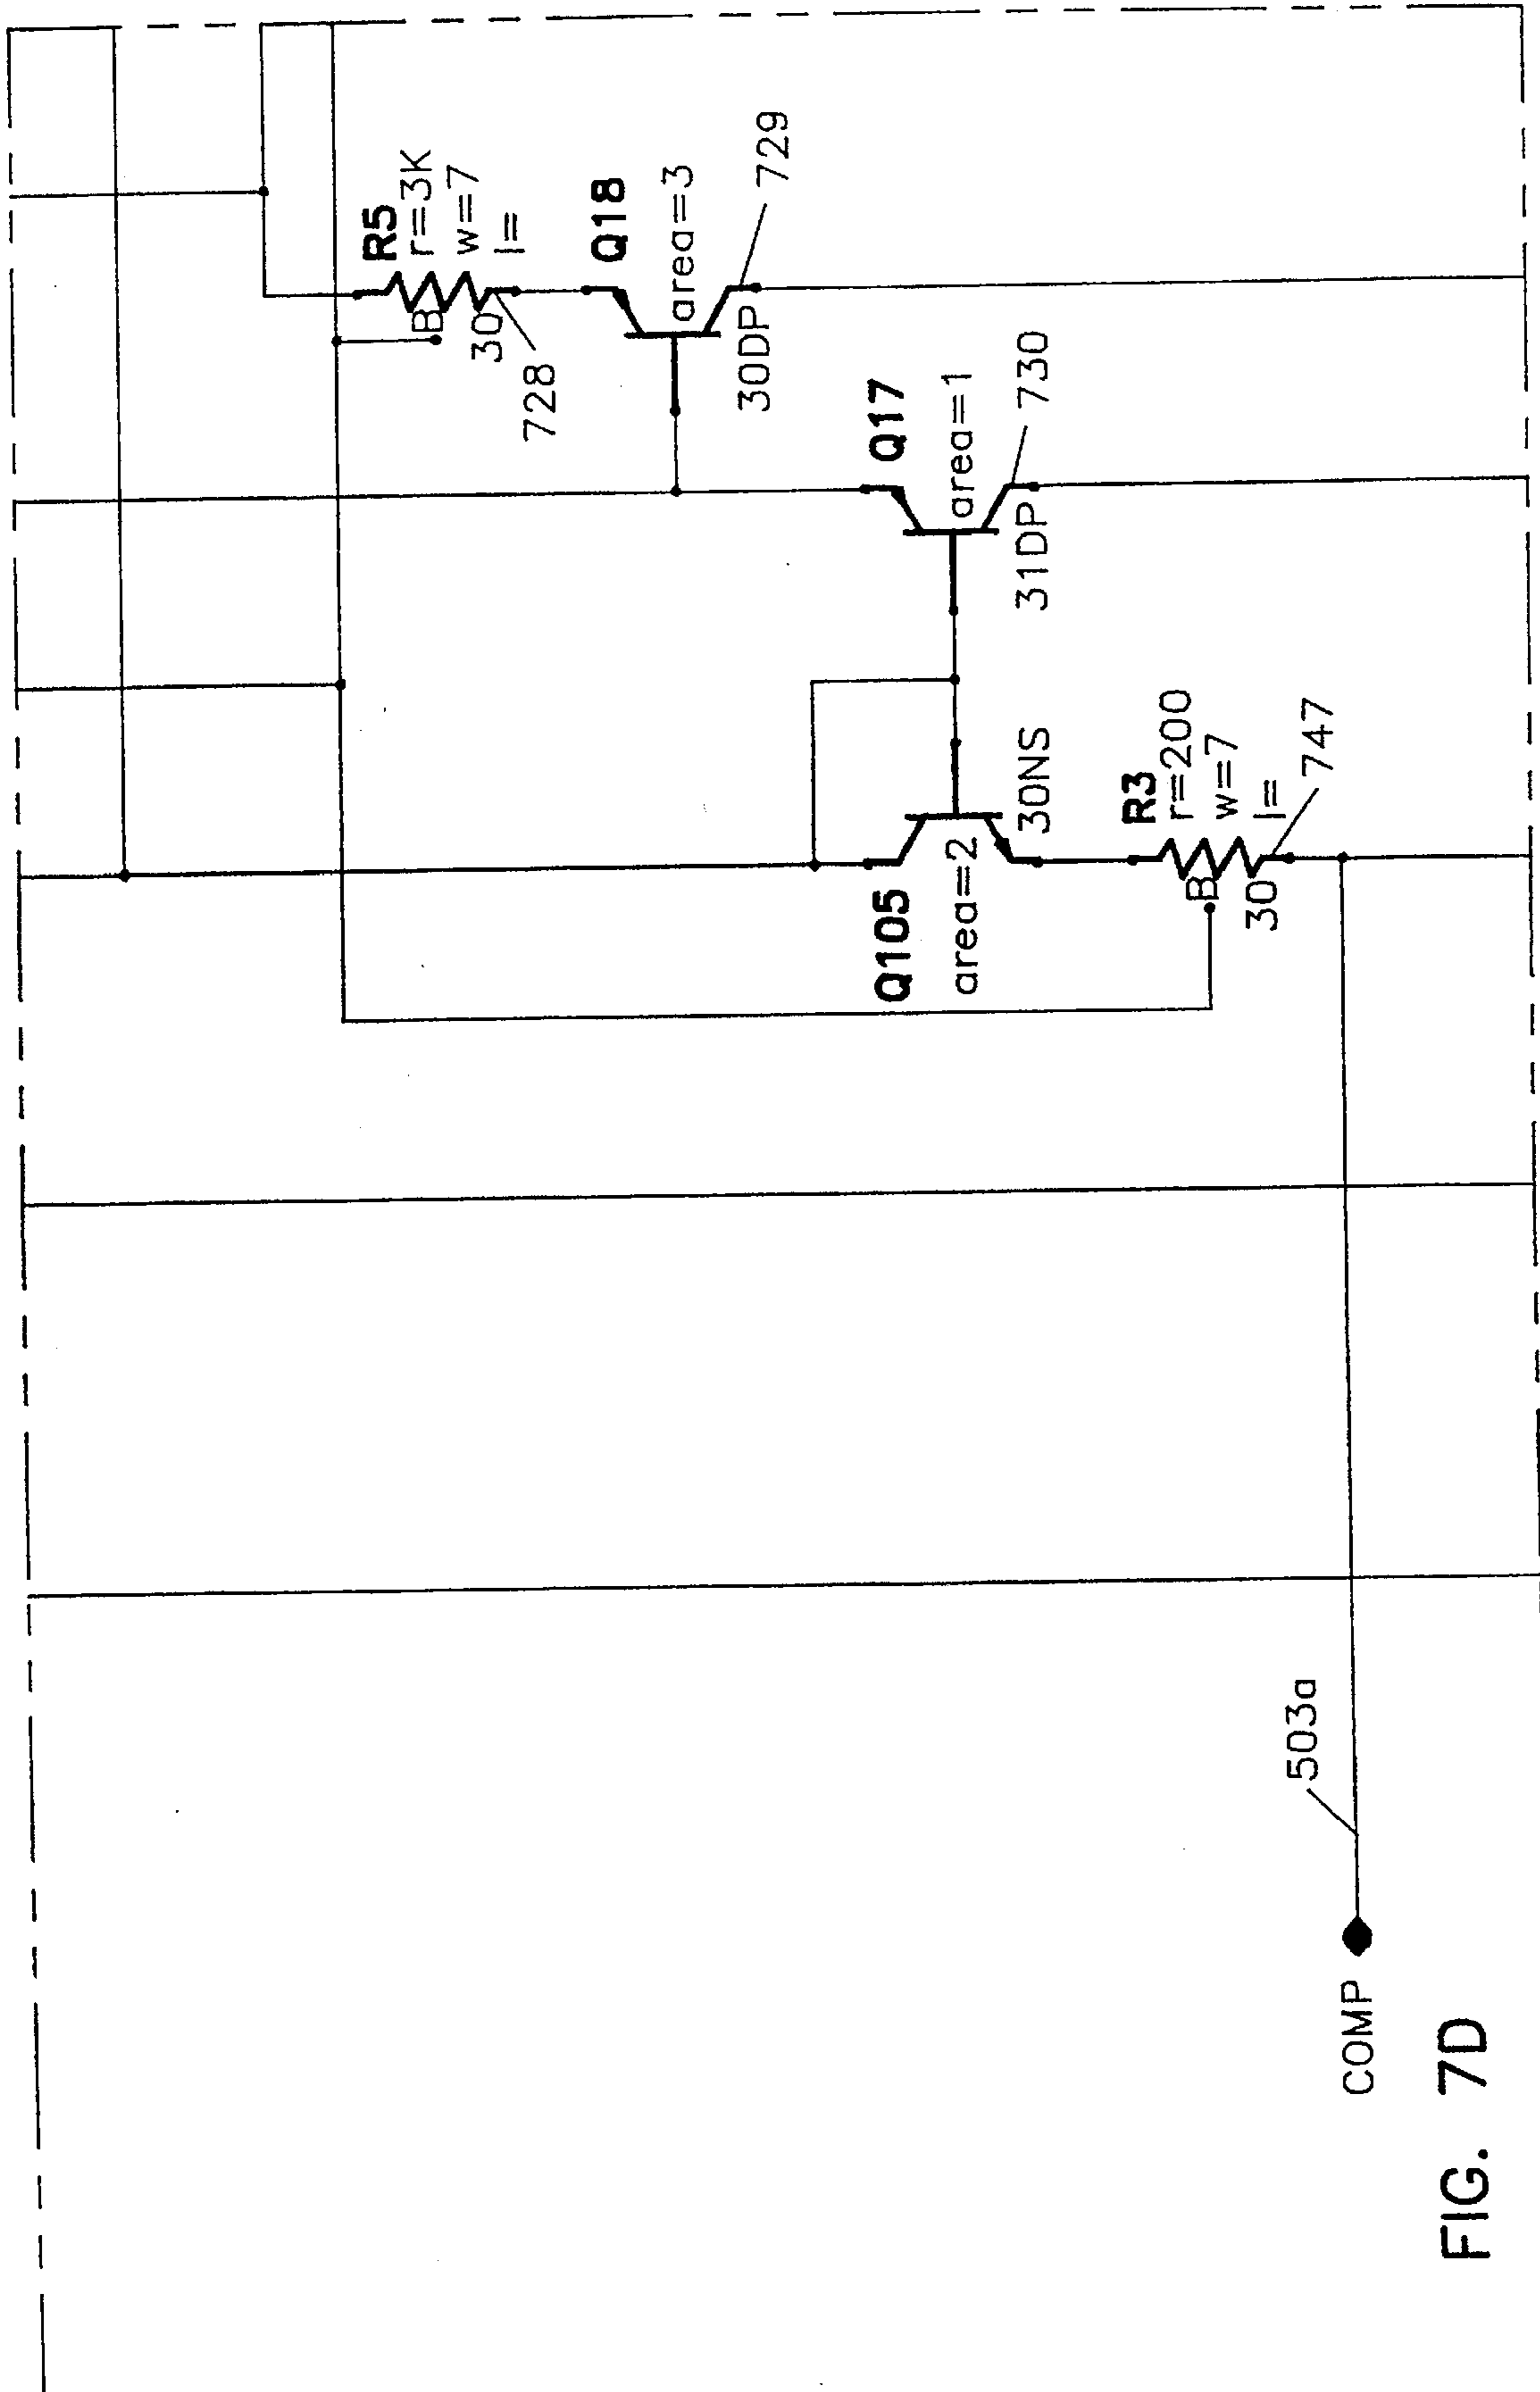 R5
r=3K
w=7
l=
B
30
728
Q18
area=3
30DP
729
Q17
area=1
31DP
730
Q105
area=2
30NS
R3
r=200
w=7
l=
B
30
747
503a
COMP
FIG. 7D